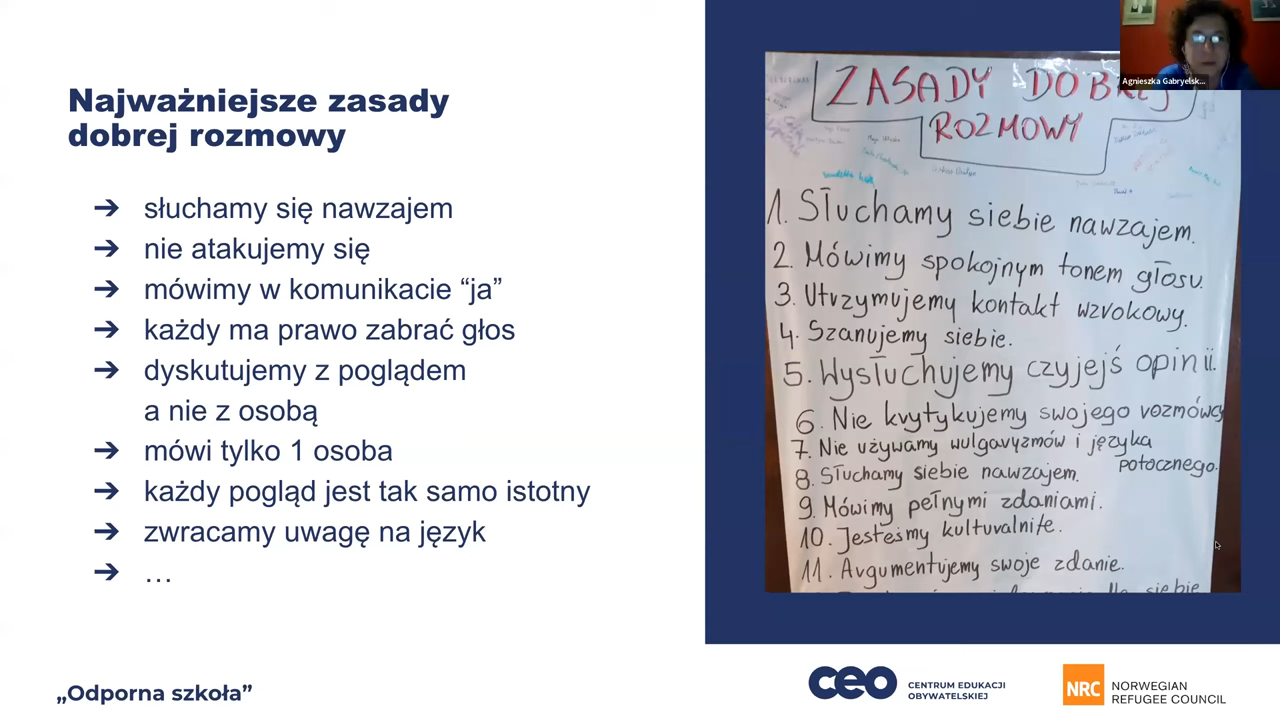 Najważniejsze zasady
dobrej rozmowy
➔ słuchamy się nawzajem
➔ nie atakujemy się
➔ mówimy w komunikacie “ja”
➔ każdy ma prawo zabrać głos
➔ dyskutujemy z poglądem
a nie z osobą
➔ mówi tylko 1 osoba
➔ każdy pogląd jest tak samo istotny
➔ zwracamy uwagę na język
➔ …
„Odporna szkoła”
Agnieszka Gabryelsk...
ZASADY DOBREJ
ROZMOWY
1. Słuchamy siebie nawzajem.
2. Mówimy spokojnym tonem głosu.
3. Utrzymujemy kontakt wzrokowy.
4. Szanujemy siebie.
5. Wysłuchujemy czyjejś opinii.
6. Nie krytykujemy swojego rozmówcy
7. Nie używamy wulgaryzmów i języka
potocznego.
8. Słuchamy siebie nawzajem.
9. Mówimy pełnymi zdaniami.
10. Jesteśmy kulturalni/te.
11. Argumentujemy swoje zdanie.
siebie
ceo CENTRUM EDUKACJI
OBYWATELSKIEJ
NRC NORWEGIAN
REFUGEE COUNCIL